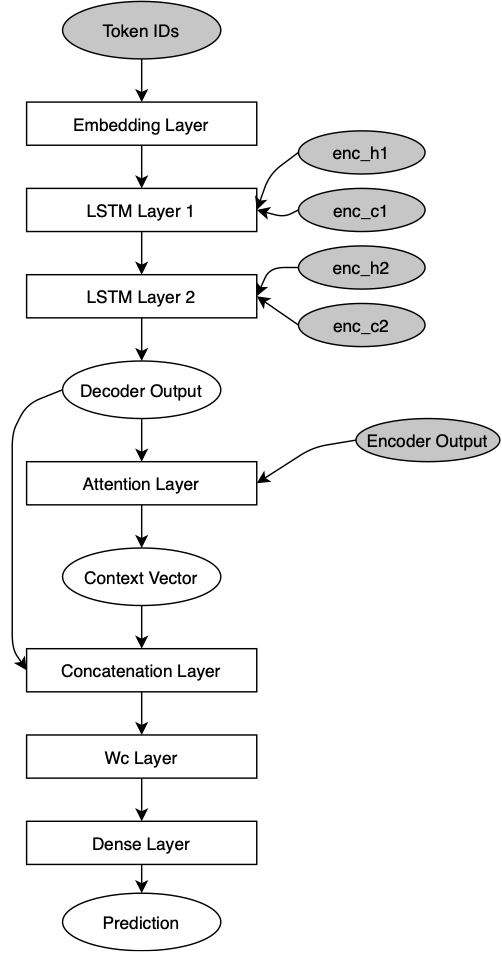 Token IDs
Embedding Layer
enc_h1
LSTM Layer 1
enc_c1
enc_h2
LSTM Layer 2
enc_c2
Decoder Output
Encoder Output
Attention Layer
Context Vector
Concatenation Layer
Wc Layer
Dense Layer
Prediction